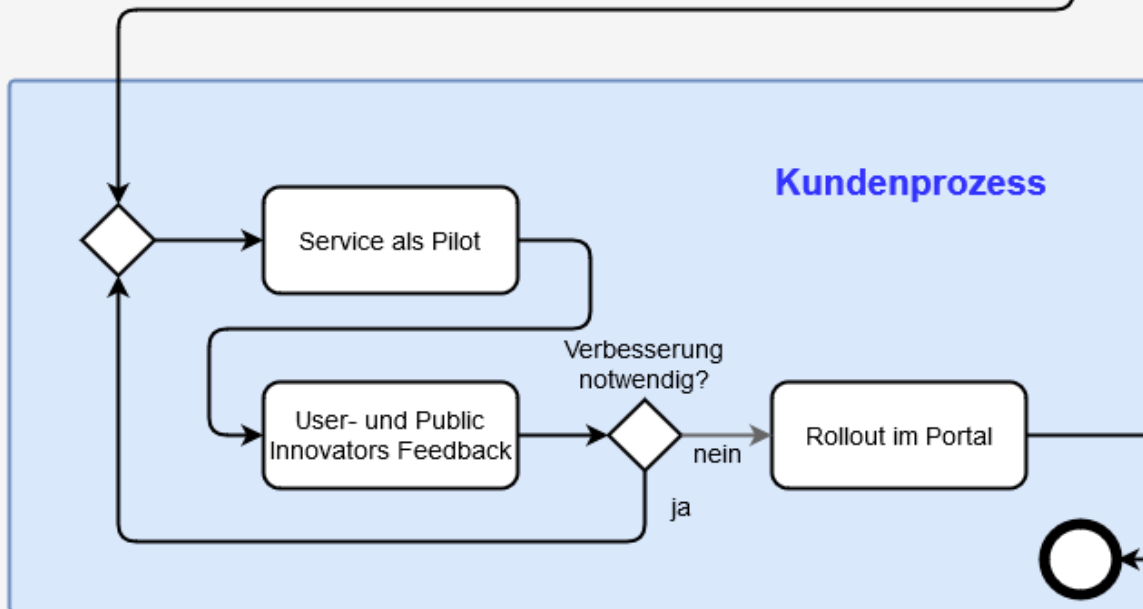 Kundenprozess
Service als Pilot
Verbesserung
notwendig?
User- und Public
Innovators Feedback
nein
Rollout im Portal
ja